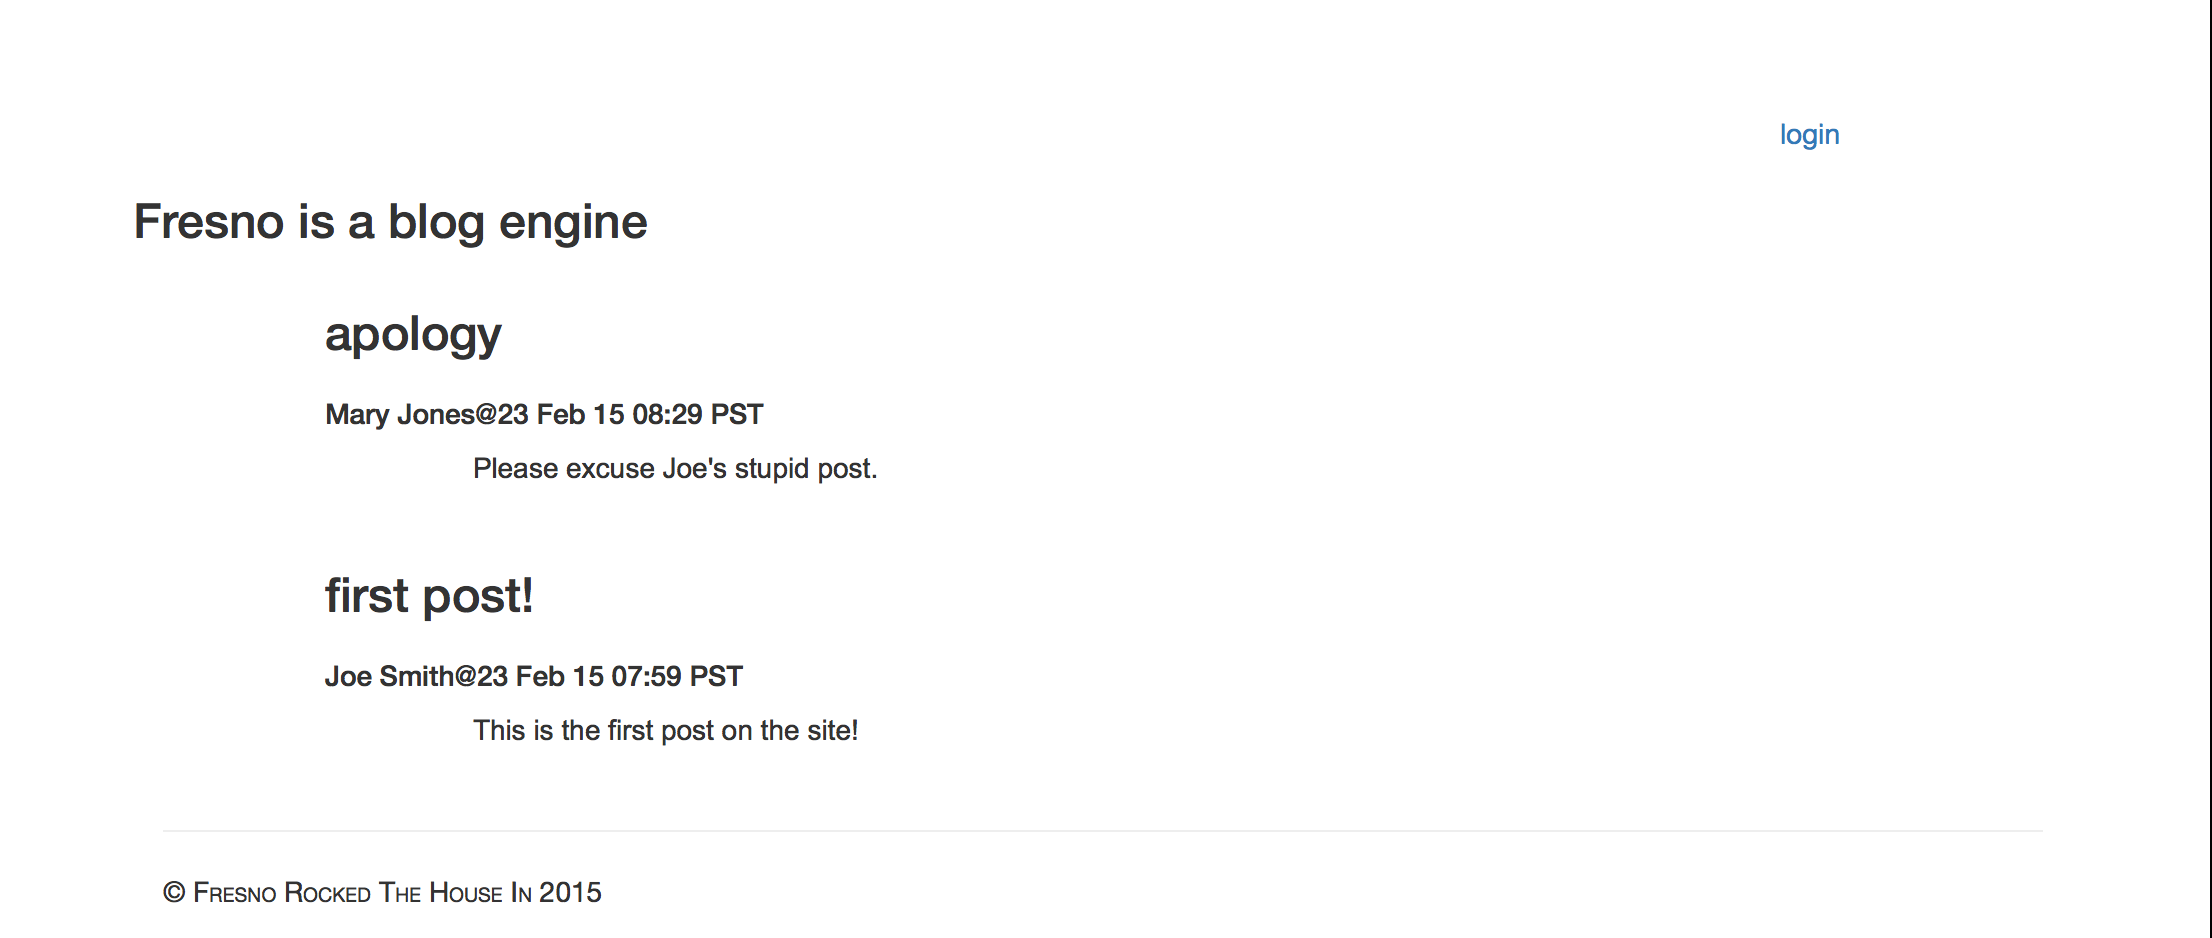 login
Fresno is a blog engine
apology
Mary Jones@23 Feb 15 08:29 PST
Please excuse Joe's stupid post.
first post!
Joe Smith@23 Feb 15 07:59 PST
This is the first post on the site!
© Fresno Rocked The House In 2015